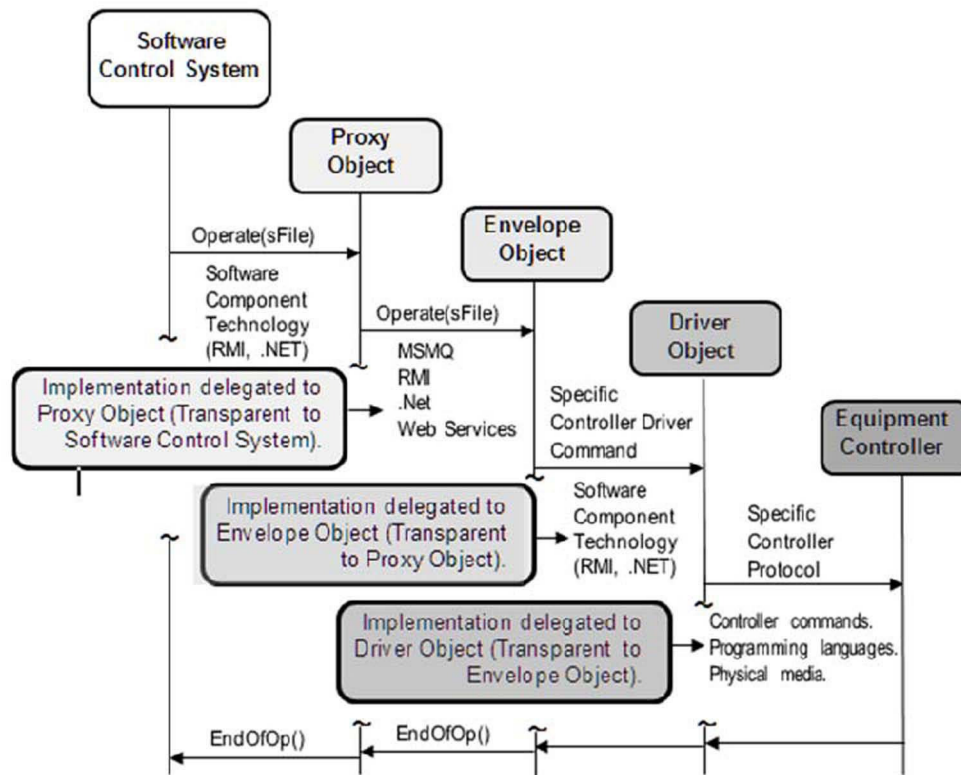 Software
Control System
Proxy
Object
Operate(sFile)
Envelope
Object
Software
Component
Technology
(RMI, .NET)
Operate(sFile)
Driver
Object
MSMQ
RMI
.Net
Web Services
Implementation delegated to
Proxy Object (Transparent to
Software Control System).
Specific
Controller Driver
Command
Equipment
Controller
Implementation delegated to
Envelope Object (Transparent
to Proxy Object).
Software
Component
Technology
(RMI, .NET)
Specific
Controller
Protocol
Implementation delegated to
Driver Object (Transparent to
Envelope Object).
Controller commands.
Programming languages.
Physical media.
EndOfOp()
EndOfOp()